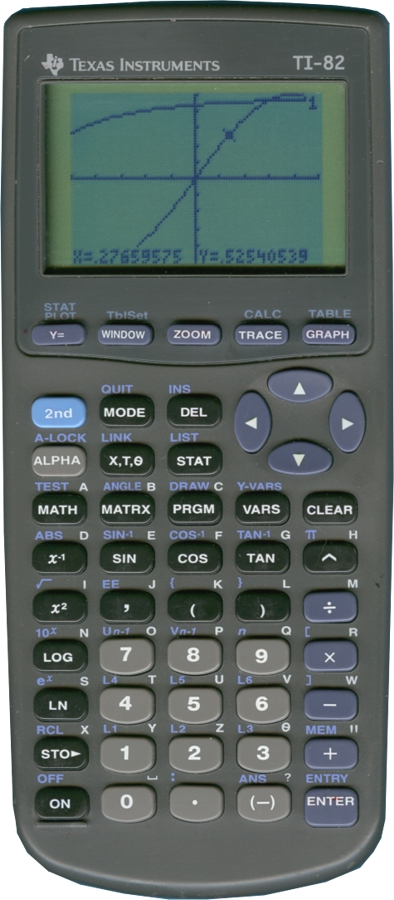 TEXAS INSTRUMENTS TI-82
1
X=.27659575 Y=.52540539
STAT PLOT TblSet CALC TABLE
Y= WINDOW ZOOM TRACE GRAPH
QUIT INS
2nd MODE DEL
A-LOCK LINK LIST
ALPHA X,T,θ STAT
TEST A ANGLE B DRAW C Y-VARS
MATH MATRX PRGM VARS CLEAR
ABS D SIN-1 E COS-1 F TAN-1 G π H
x-1 SIN COS TAN ^
√ I EE J { K } L M
x² , ( ) ÷
10x N Un-1 O Vn-1 P n Q [ R
LOG 7 8 9 ×
ex S L4 T L5 U L6 V ] W
LN 4 5 6 −
RCL X L1 Y L2 Z L3 θ MEM "
STO► 1 2 3 +
OFF ␣ : ANS ? ENTRY
ON 0 . (−) ENTER